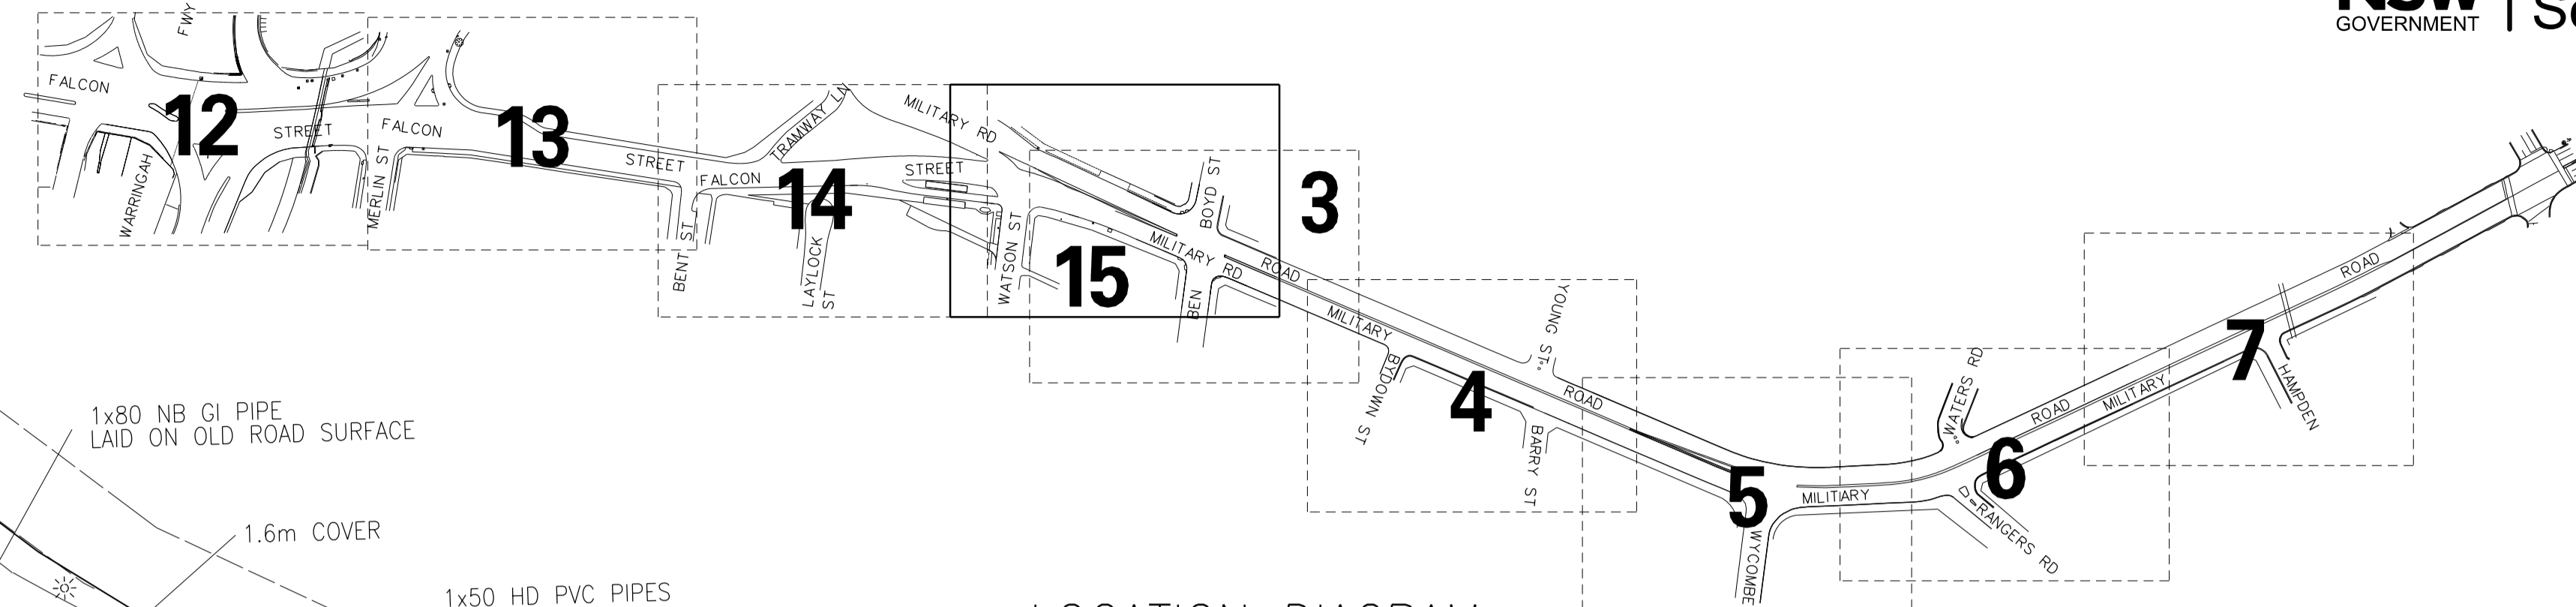 NSW
GOVERNMENT
FWY
FALCON
12
STREET
WARRINGAH
MERLIN ST
FALCON
13
STREET
BENT ST
FALCON
14
STREET
TRAMWAY LN
LAYLOCK
ST
MILITARY RD
WATSON ST
15
BOYD ST
3
MILITARY RD
ROAD
BEN
MILITARY
BYDOWN ST
4
YOUNG ST
ROAD
BARRY ST
5
MILITARY
WYCOMBE
WATERS RD
6
RANGERS RD
ROAD
MILITARY
7
ROAD
HAMPDEN
1x80 NB GI PIPE
LAID ON OLD ROAD SURFACE
1.6m COVER
1x50 HD PVC PIPES
LOCATION DIAGRAM